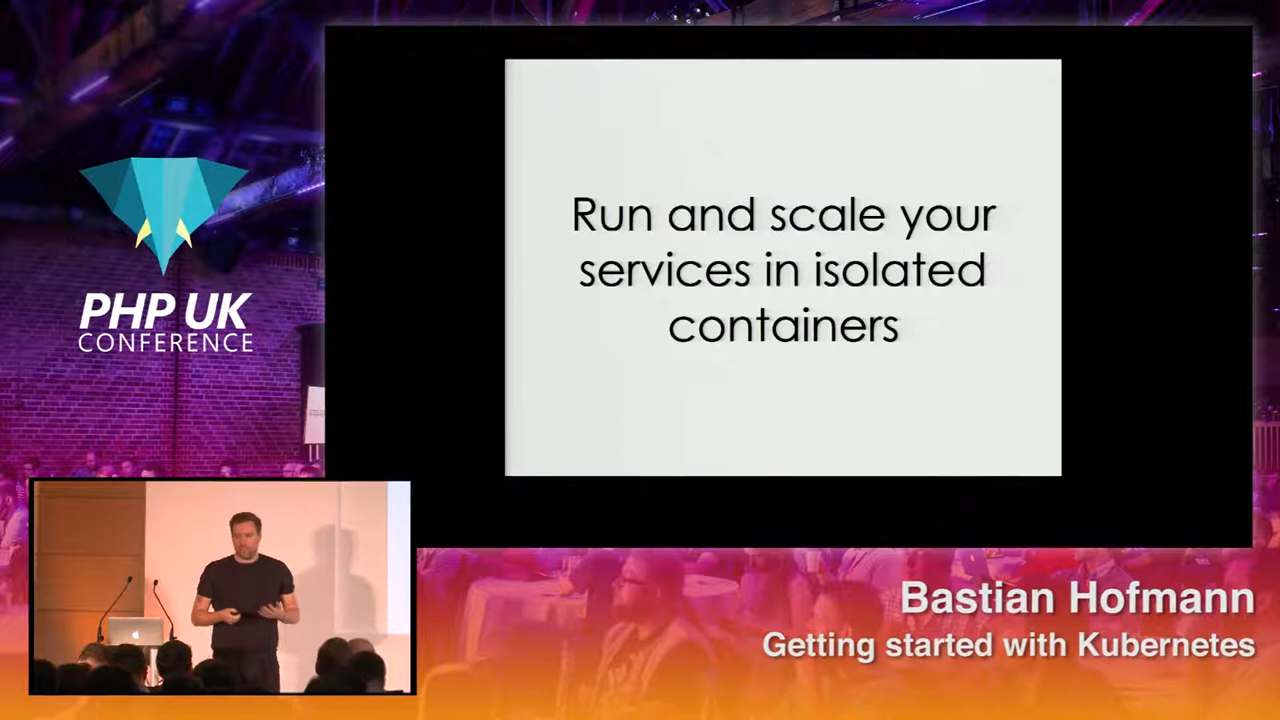 PHP UK
CONFERENCE
Run and scale your
services in isolated
containers
Bastian Hofmann
Getting started with Kubernetes